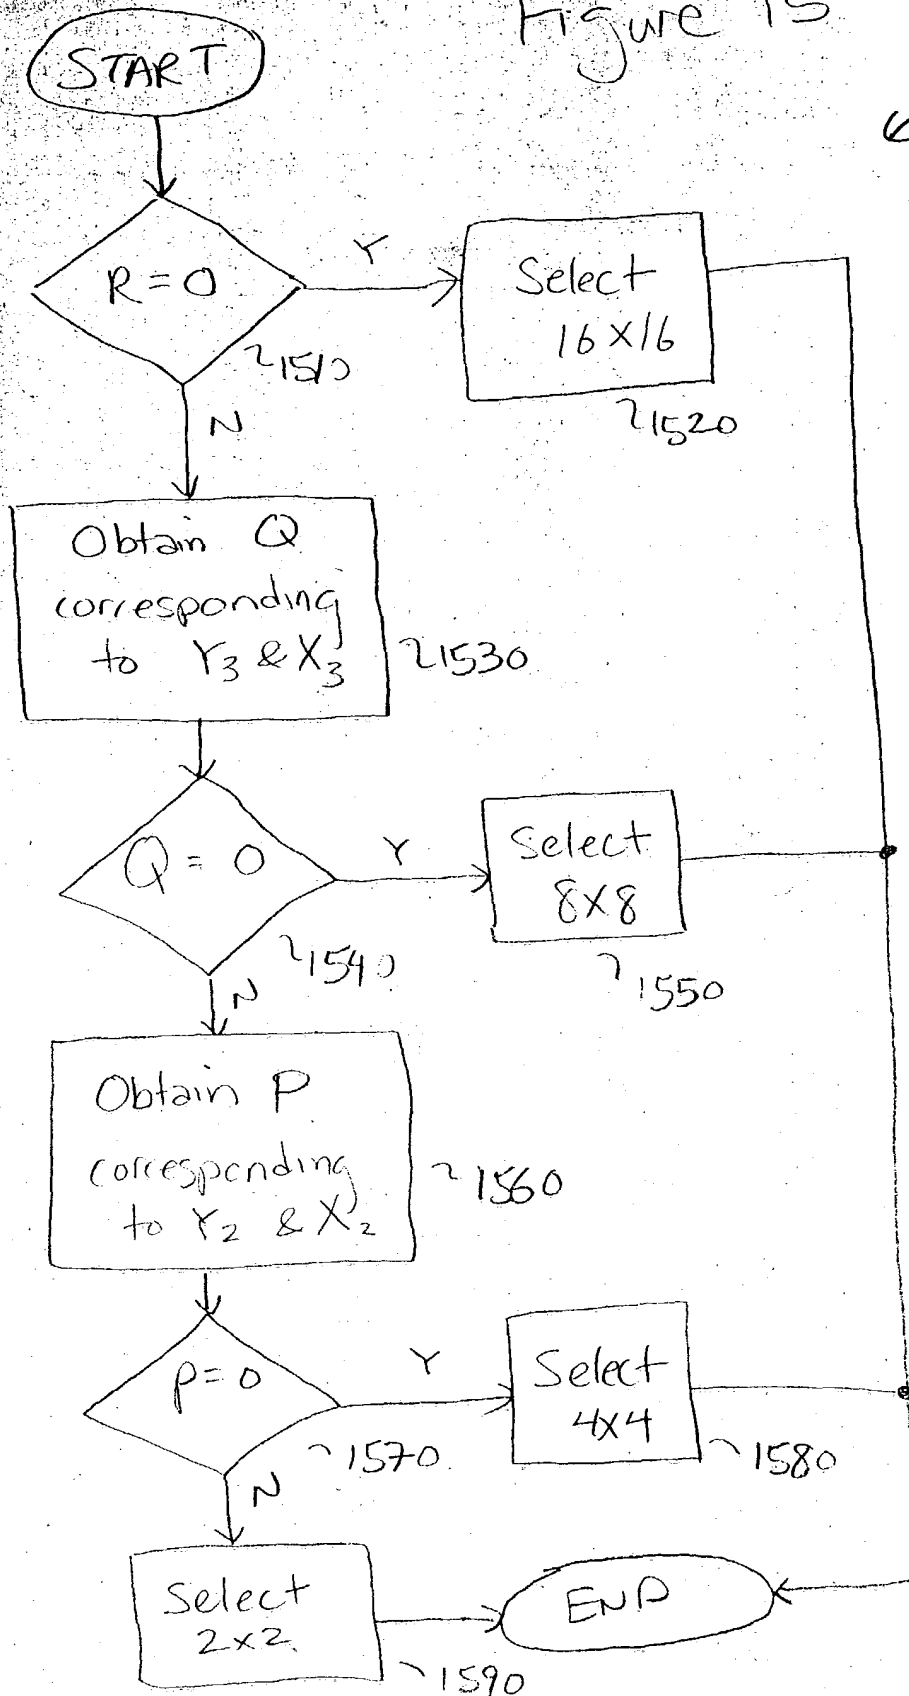 Figure 15
START
R=0
Y
Select
16X16
1510
1520
N
Obtain Q
corresponding
to Y3 & X3
1530
Q = 0
Y
Select
8X8
1540
1550
N
Obtain P
corresponding
to Y2 & X2
1560
P=0
Y
Select
4X4
1570
1580
N
Select
2x2
END
1590